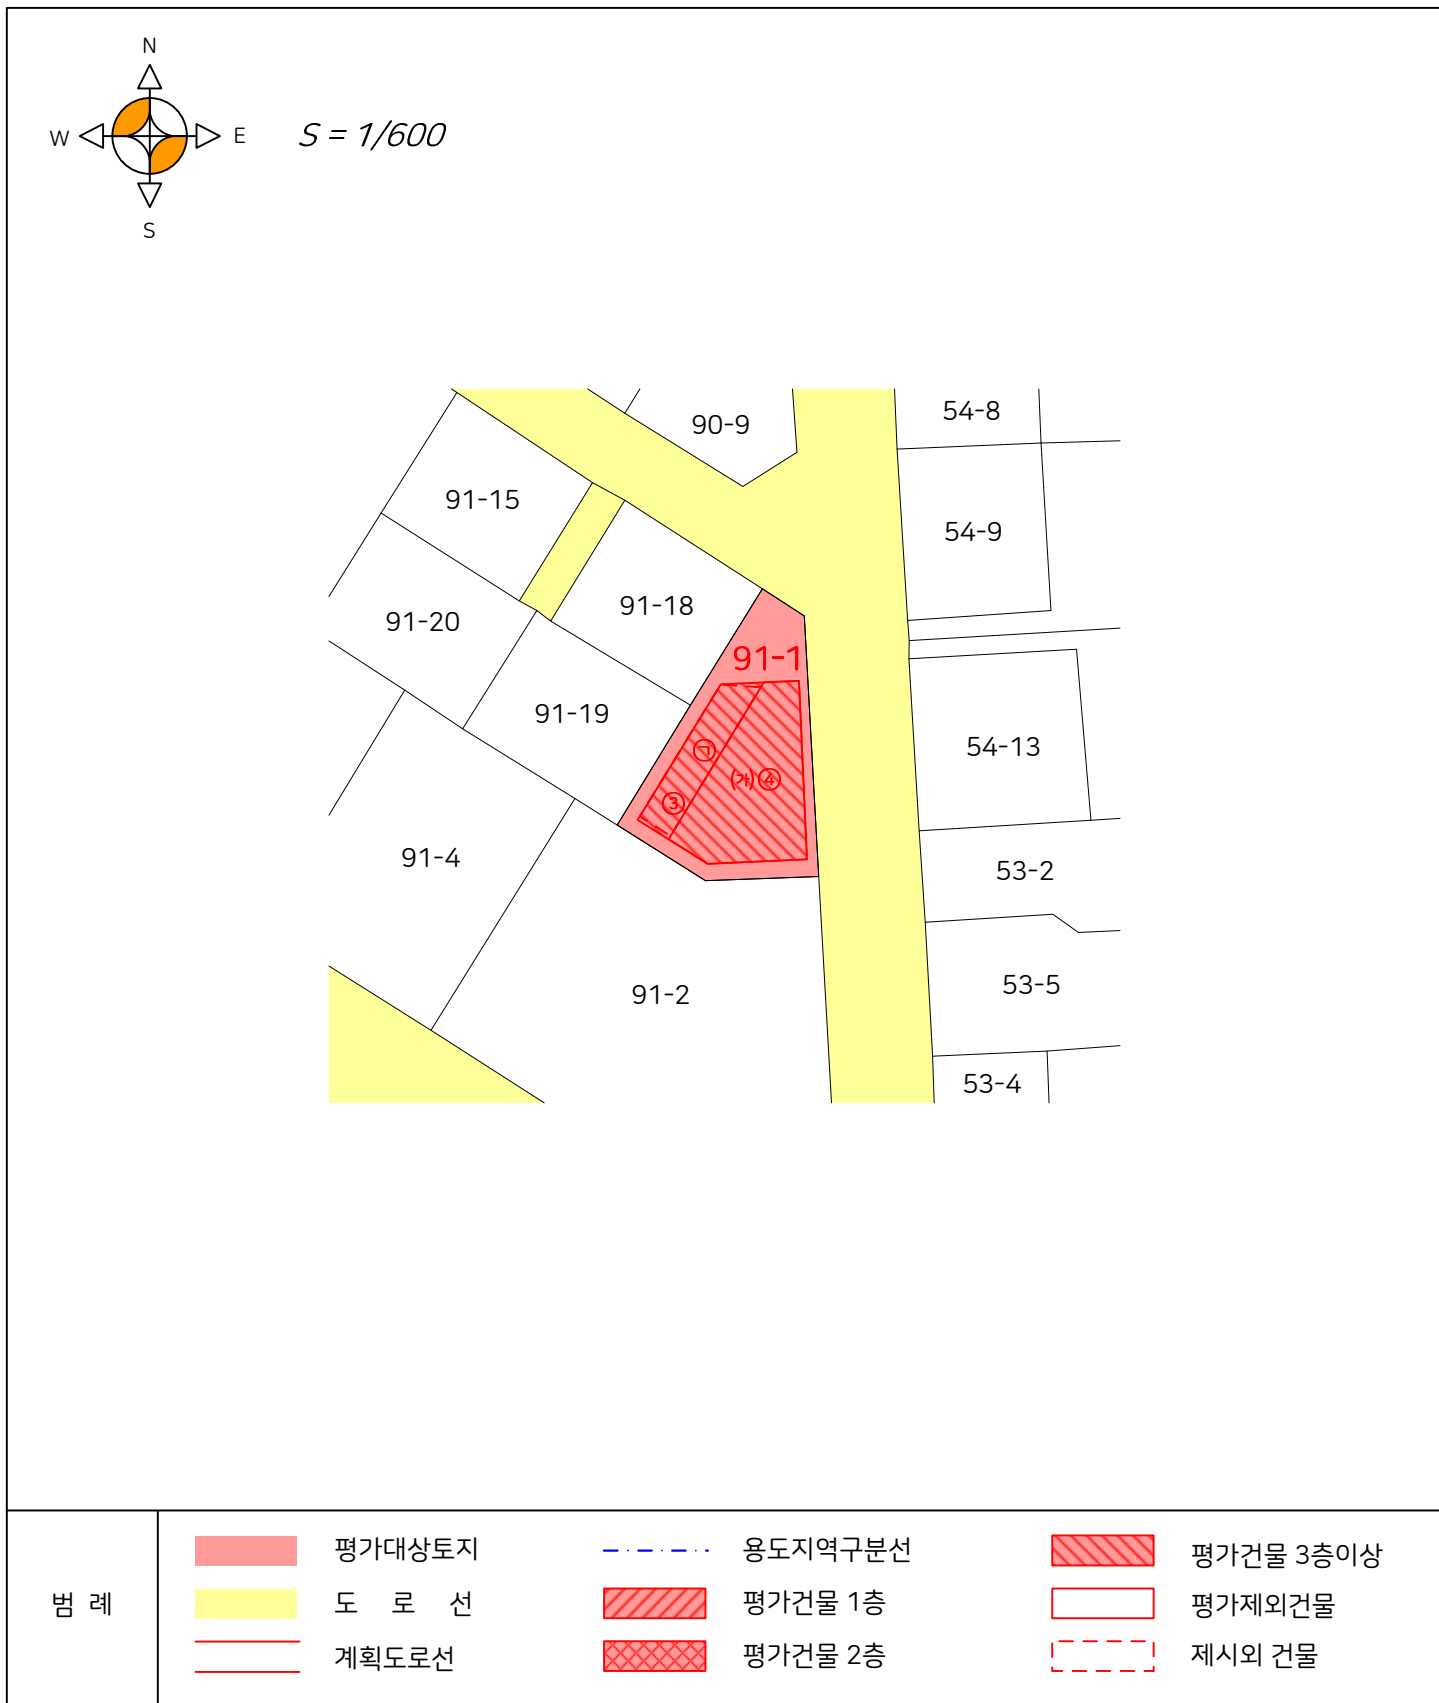 N
W
E
S
S = 1/600
90-9
54-8
91-15
54-9
91-18
91-20
91-1
91-19
54-13
㉠
(가)④
③
91-4
53-2
91-2
53-5
53-4
범 례
평가대상토지
용도지역구분선
평가건물 3층이상
도 로 선
평가건물 1층
평가제외건물
계획도로선
평가건물 2층
제시외 건물